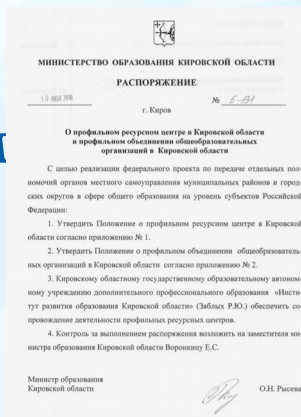 МИНИСТЕРСТВО ОБРАЗОВАНИЯ КИРОВСКОЙ ОБЛАСТИ
РАСПОРЯЖЕНИЕ
№ 5-191
г. Киров
О профильном ресурсном центре в Кировской области
и профильном объединении общеобразовательных
организаций в Кировской области
С целью реализации федерального проекта по передаче отдельных пол-
номочий органов местного самоуправления муниципальных районов и город-
ских округов в сфере общего образования на уровень субъектов Российской
Федерации:
1. Утвердить Положение о профильном ресурсном центре в Кировской
области согласно приложению № 1.
2. Утвердить Положение о профильном объединении общеобразователь-
ных организаций в Кировской области согласно приложению № 2.
3. Кировскому областному государственному образовательному автоном-
ному учреждению дополнительного профессионального образования «Инсти-
тут развития образования Кировской области» (Зяблых Р.Ю.) обеспечить со-
провождение деятельности профильных ресурсных центров.
4. Контроль за выполнением распоряжения возложить на заместителя ми-
нистра образования Кировской области Воронкину Е.С.
Министр образования
Кировской области
О.Н. Рысева